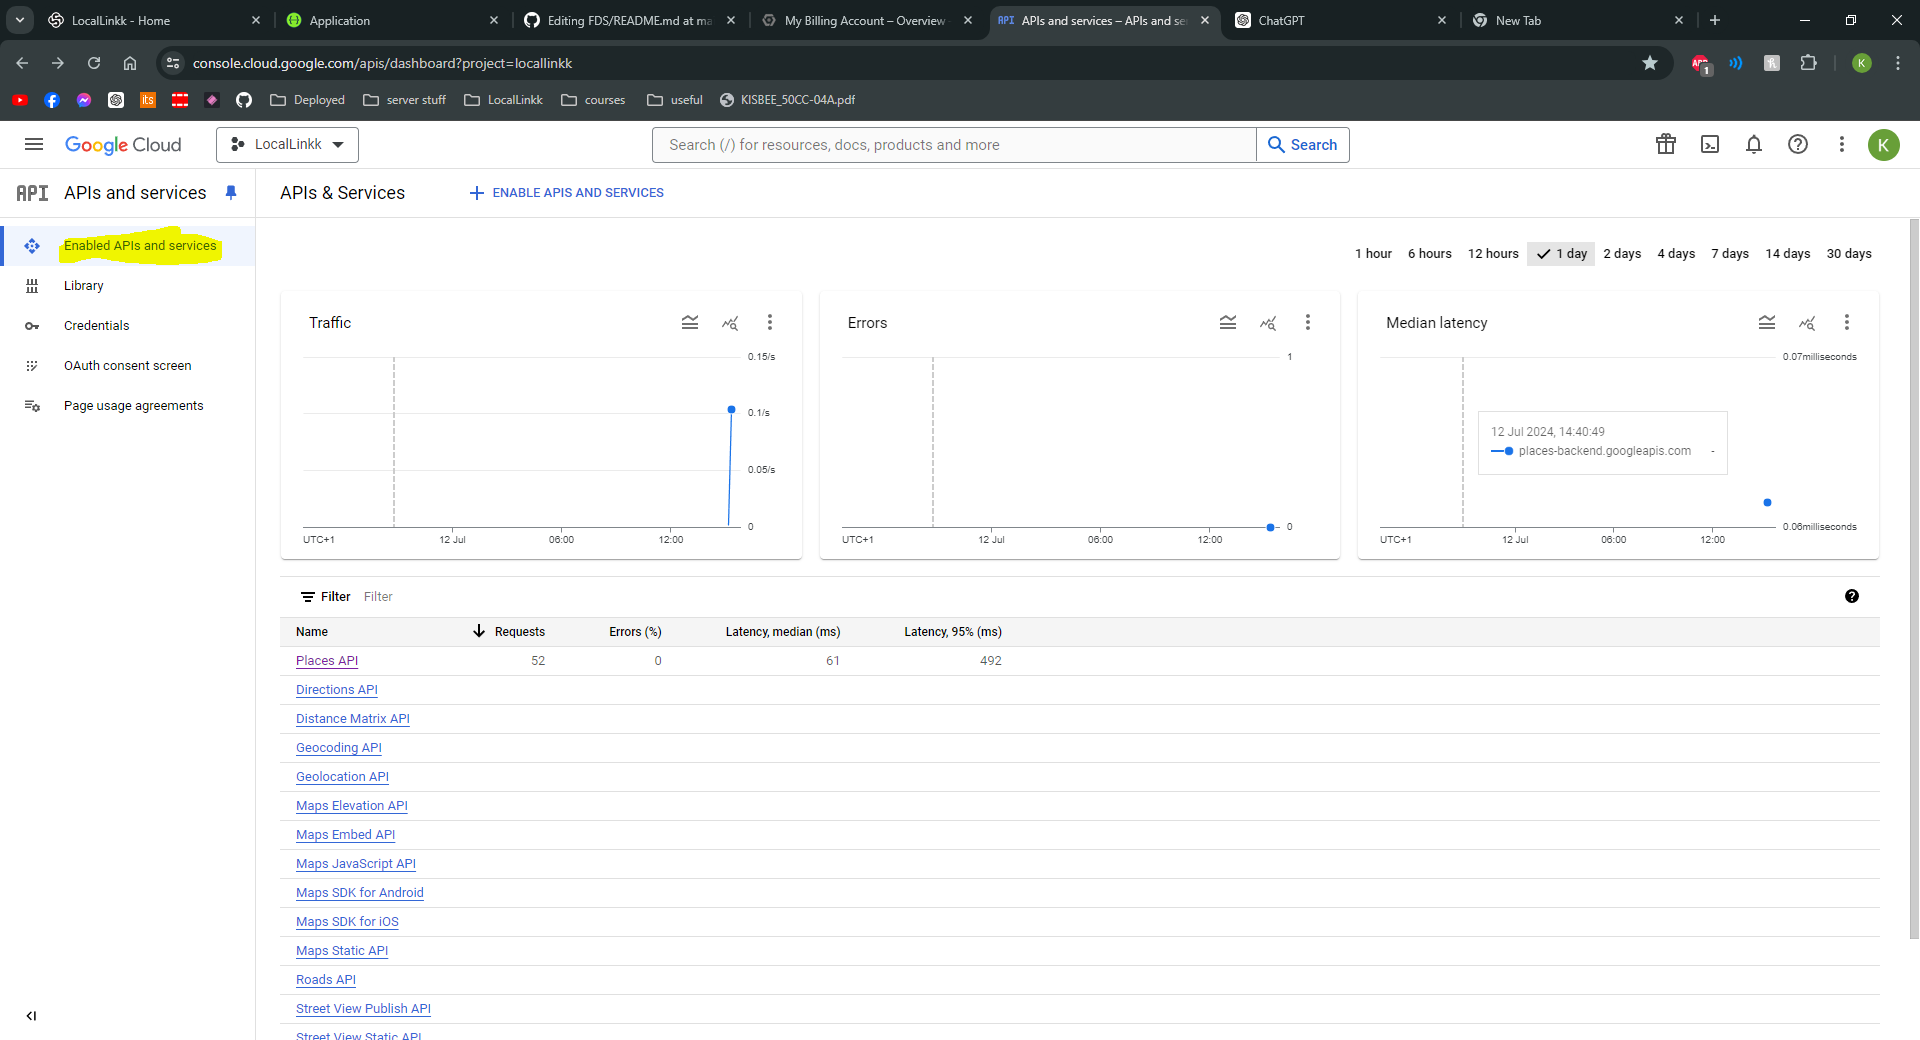 LocalLinkk - Home
Application
Editing FDS/README.md at ma
My Billing Account – Overview
APIs and services – APIs and se
ChatGPT
New Tab
console.cloud.google.com/apis/dashboard?project=locallinkk
1
K
its
Deployed
server stuff
LocalLinkk
courses
useful
KISBEE_50CC-04A.pdf
Google Cloud
LocalLinkk
Search (/) for resources, docs, products and more
Search
K
API APIs and services
APIs & Services
ENABLE APIS AND SERVICES
Enabled APIs and services
Library
Credentials
OAuth consent screen
Page usage agreements
1 hour 6 hours 12 hours 1 day 2 days 4 days 7 days 14 days 30 days
Traffic
0.15/s
0.1/s
0.05/s
0
UTC+1 12 Jul 06:00 12:00
Errors
1
0
UTC+1 12 Jul 06:00 12:00
Median latency
0.07milliseconds
12 Jul 2024, 14:40:49
places-backend.googleapis.com -
0.06milliseconds
UTC+1 12 Jul 06:00 12:00
Filter Filter
Name Requests Errors (%) Latency, median (ms) Latency, 95% (ms)
Places API 52 0 61 492
Directions API
Distance Matrix API
Geocoding API
Geolocation API
Maps Elevation API
Maps Embed API
Maps JavaScript API
Maps SDK for Android
Maps SDK for iOS
Maps Static API
Roads API
Street View Publish API
Street View Static API